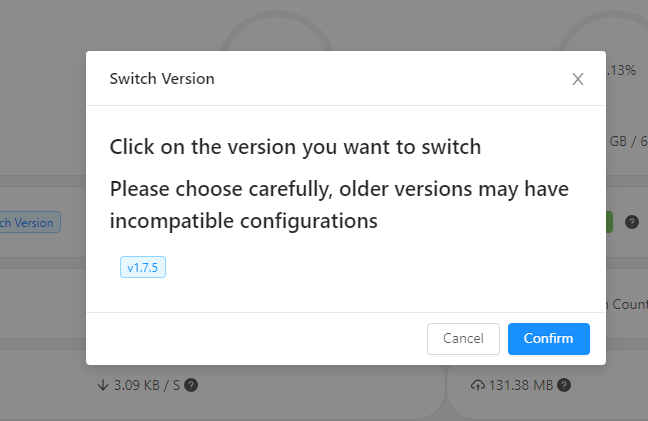 .13%
Switch Version
GB / 6
Click on the version you want to switch
Please choose carefully, older versions may have
incompatible configurations
ch Version
v1.7.5
Count
Cancel
Confirm
3.09 KB / S
131.38 MB